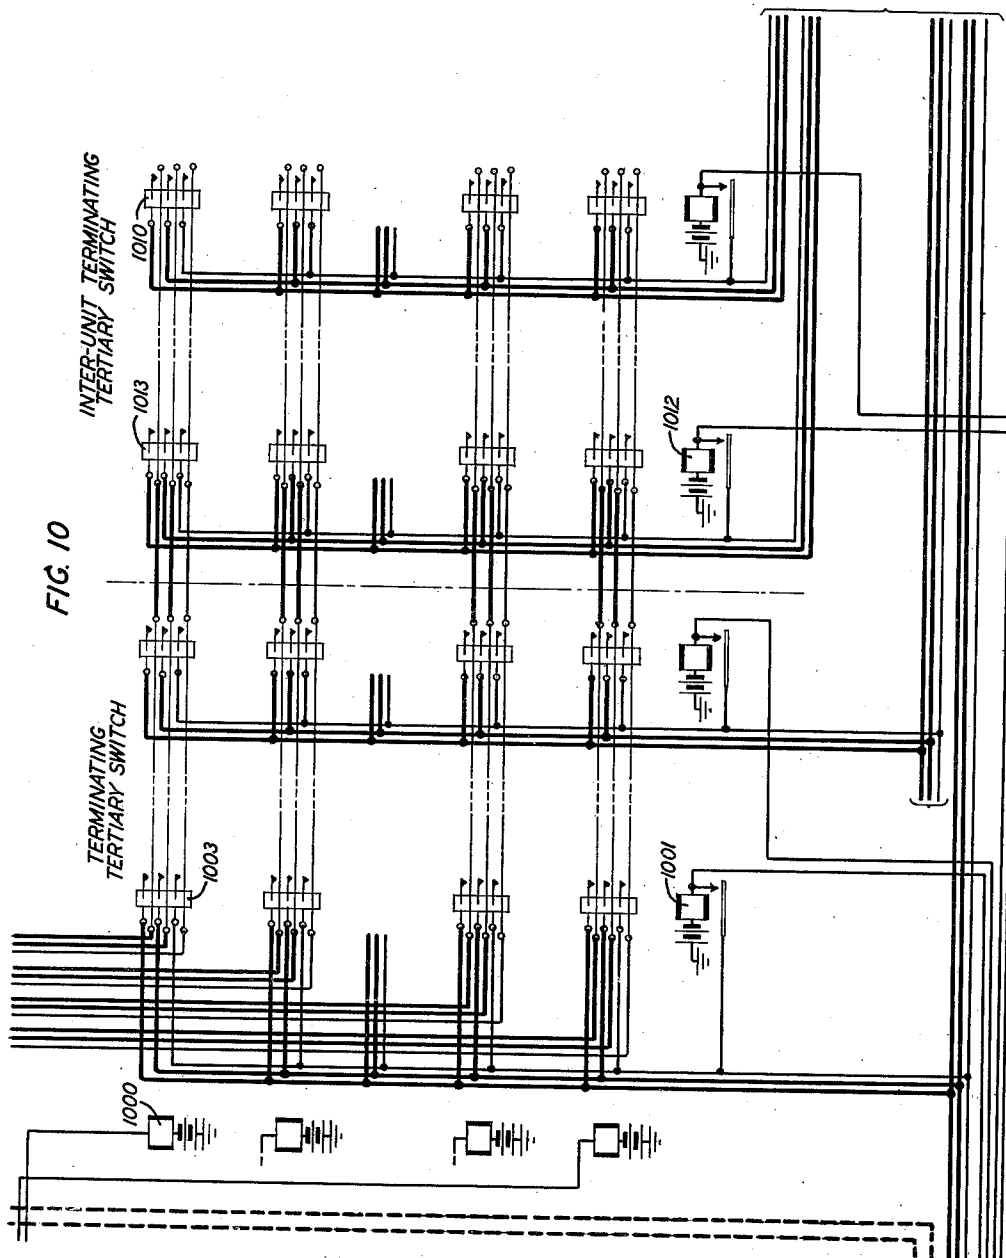 FIG. 10
TERMINATING
TERTIARY SWITCH
INTER-UNIT TERMINATING
TERTIARY SWITCH
1000
1003
1013
1010
1001
1012